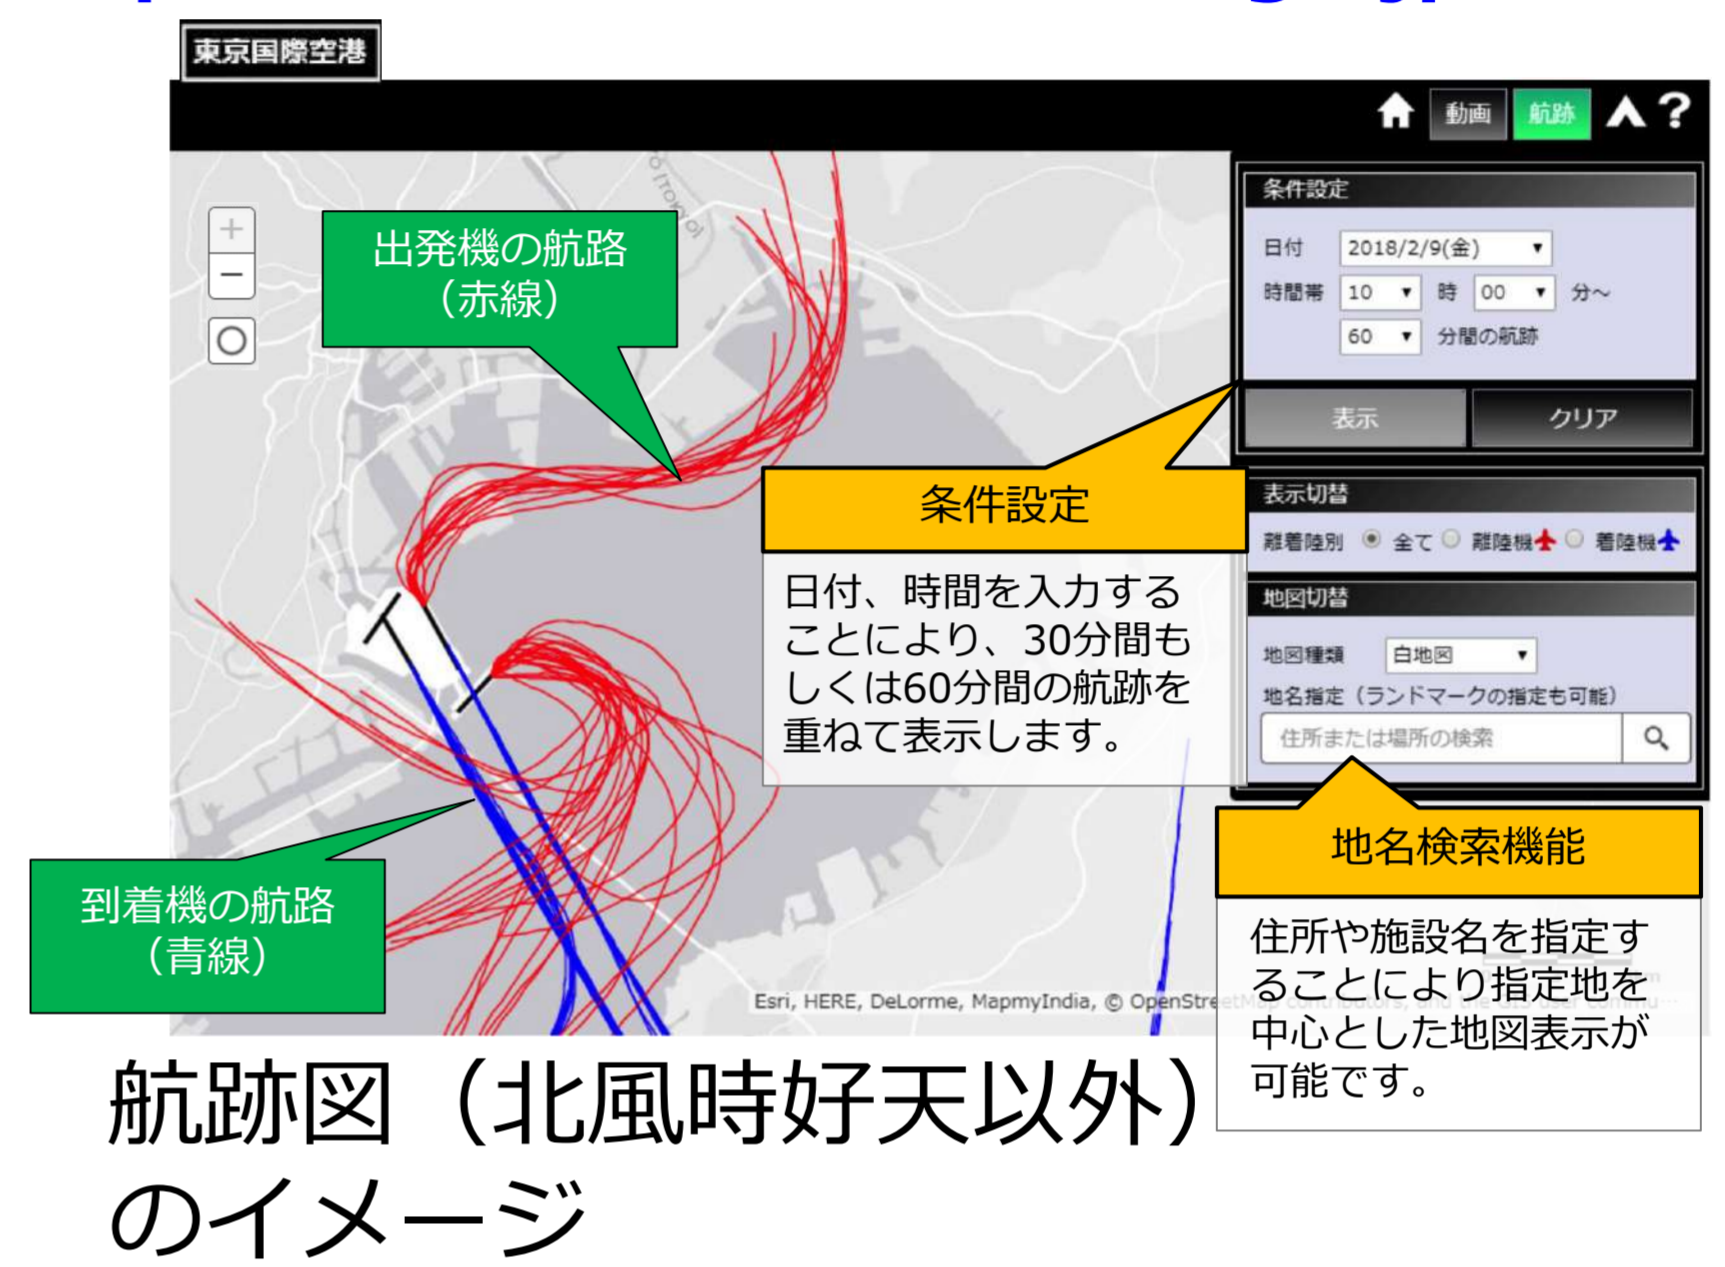 東京国際空港
動画
航跡
?
出発機の航路
(赤線)
条件設定
日付 2018/2/9(金)
時間帯 10 時 00 分~
60 分間の航跡
表示 クリア
条件設定
日付、時間を入力する
ことにより、30分間も
しくは60分間の航跡を
重ねて表示します。
表示切替
離着陸別 全て 離陸機 着陸機
地図切替
地図種類 白地図
地名指定(ランドマークの指定も可能)
住所または場所の検索
地名検索機能
住所や施設名を指定す
ることにより指定地を
中心とした地図表示が
可能です。
到着機の航路
(青線)
Esri, HERE, DeLorme, MapmyIndia, © OpenStreetMap contributors, and the GIS user commu…
航跡図(北風時好天以外)
のイメージ